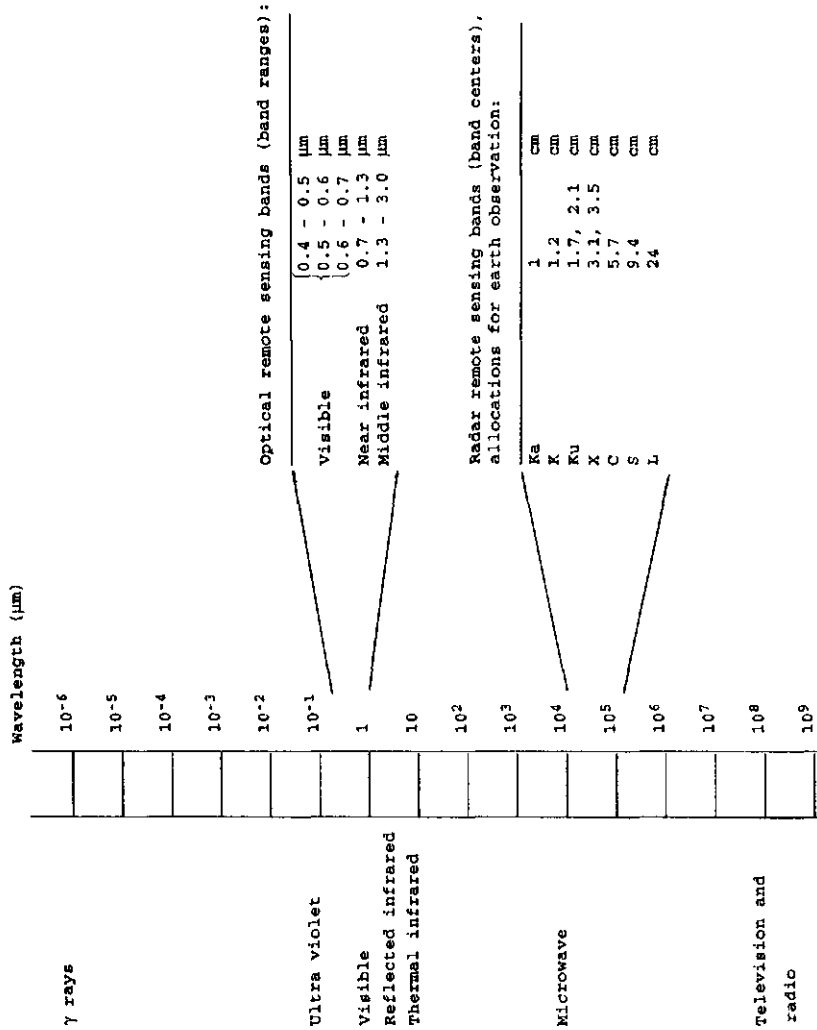 Wavelength (µm)
γ rays
Ultra violet
Visible
Reflected infrared
Thermal infrared
Microwave
Television and
radio
10⁻⁶
10⁻⁵
10⁻⁴
10⁻³
10⁻²
10⁻¹
1
10
10²
10³
10⁴
10⁵
10⁶
10⁷
10⁸
10⁹
Optical remote sensing bands (band ranges):
Visible
0.4 - 0.5 µm
0.5 - 0.6 µm
0.6 - 0.7 µm
Near infrared 0.7 - 1.3 µm
Middle infrared 1.3 - 3.0 µm
Radar remote sensing bands (band centers),
allocations for earth observation:
Ka 1 cm
K 1.2 cm
Ku 1.7, 2.1 cm
X 3.1, 3.5 cm
C 5.7 cm
S 9.4 cm
L 24 cm